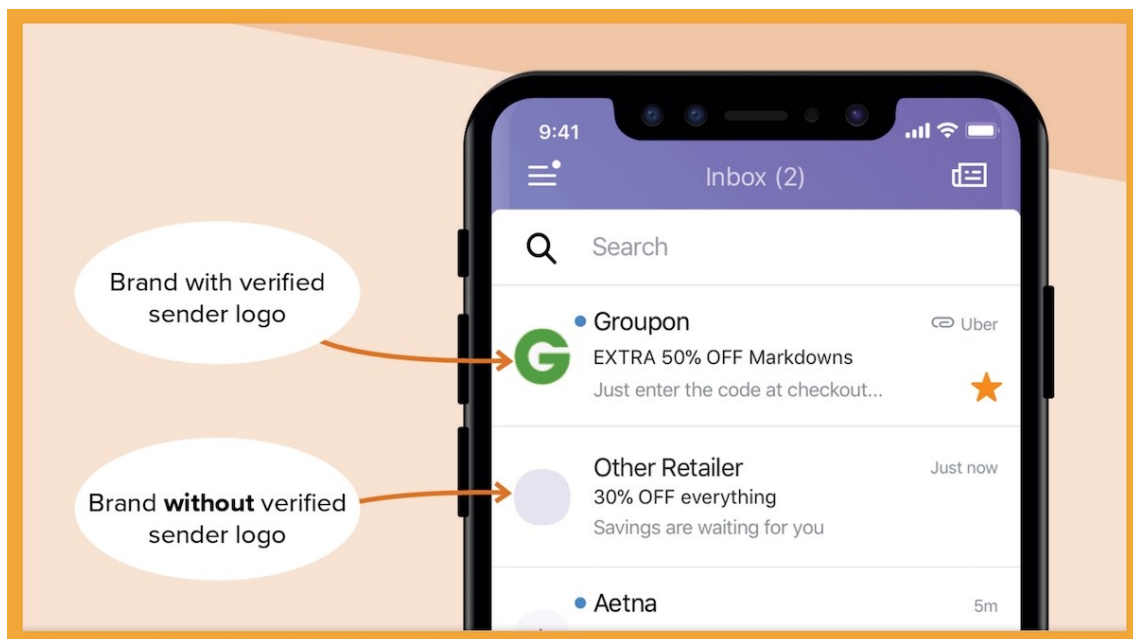 9:41
Inbox (2)
Search
Brand with verified
sender logo
G
Groupon
Uber
EXTRA 50% OFF Markdowns
Just enter the code at checkout...
Brand without verified
sender logo
Other Retailer
Just now
30% OFF everything
Savings are waiting for you
Aetna
5m